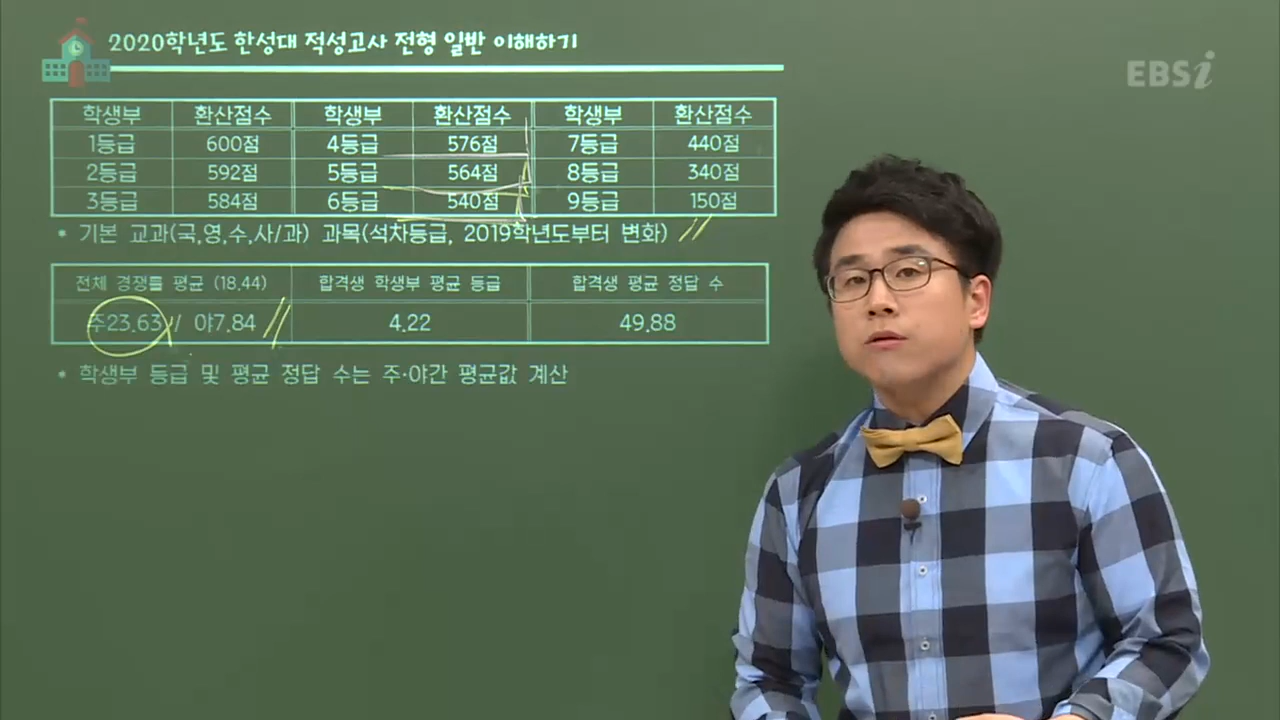 2020학년도 한성대 적성고사 전형 일반 이해하기
EBSi
학생부 환산점수 학생부 환산점수 학생부 환산점수
1등급 600점 4등급 576점 7등급 440점
2등급 592점 5등급 564점 8등급 340점
3등급 584점 6등급 540점 9등급 150점
• 기본 교과(국,영,수,사/과) 과목(석차등급, 2019학년도부터 변화)
전체 경쟁률 평균 (18.44) 합격생 학생부 평균 등급 합격생 평균 정답 수
주23.63 / 야7.84 4.22 49.88
• 학생부 등급 및 평균 정답 수는 주·야간 평균값 계산